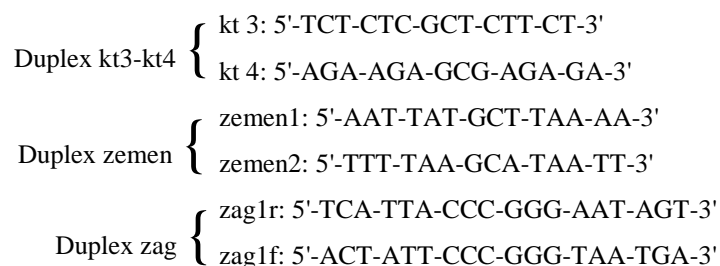 kt 3: 5'-TCT-CTC-GCT-CTT-CT-3'
Duplex kt3-kt4
kt 4: 5'-AGA-AGA-GCG-AGA-GA-3'
zemen1: 5'-AAT-TAT-GCT-TAA-AA-3'
Duplex zemen
zemen2: 5'-TTT-TAA-GCA-TAA-TT-3'
zag1r: 5'-TCA-TTA-CCC-GGG-AAT-AGT-3'
Duplex zag
zag1f: 5'-ACT-ATT-CCC-GGG-TAA-TGA-3'